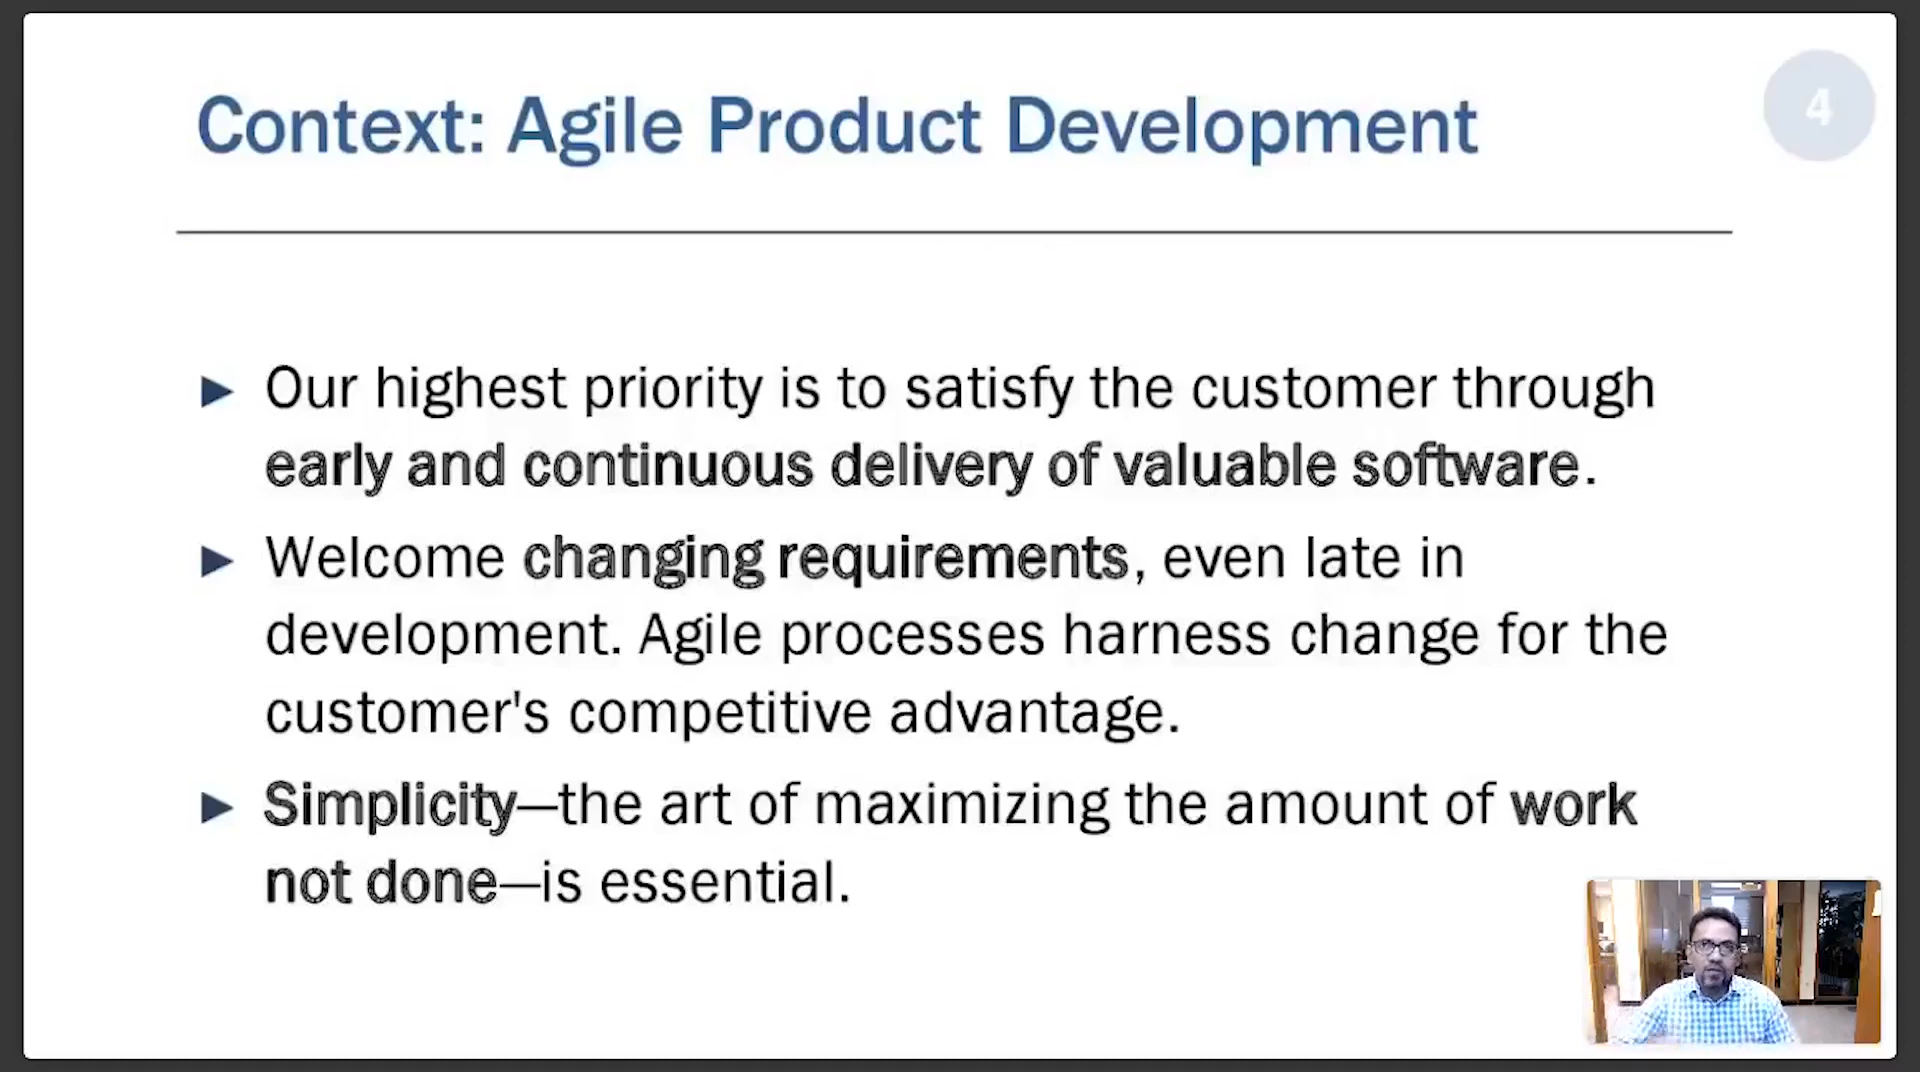 Context: Agile Product Development
4
► Our highest priority is to satisfy the customer through
early and continuous delivery of valuable software.
► Welcome changing requirements, even late in
development. Agile processes harness change for the
customer's competitive advantage.
► Simplicity—the art of maximizing the amount of work
not done—is essential.